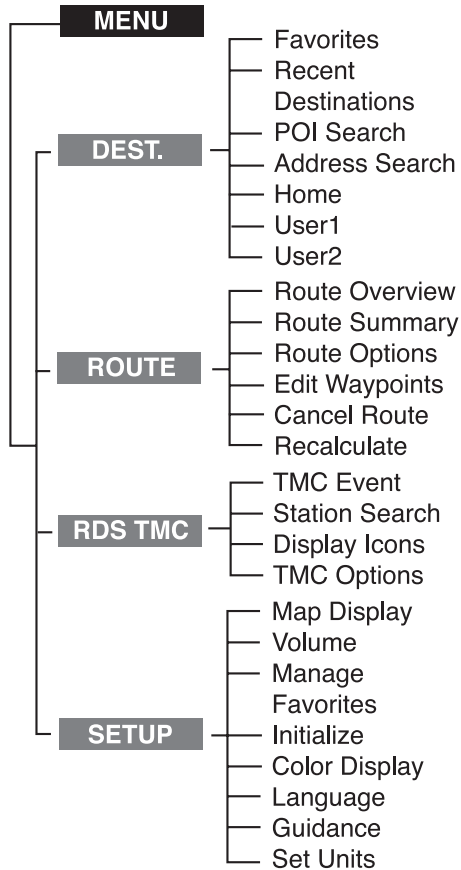 MENU
DEST.
Favorites
Recent
Destinations
POI Search
Address Search
Home
User1
User2
ROUTE
Route Overview
Route Summary
Route Options
Edit Waypoints
Cancel Route
Recalculate
RDS TMC
TMC Event
Station Search
Display Icons
TMC Options
SETUP
Map Display
Volume
Manage
Favorites
Initialize
Color Display
Language
Guidance
Set Units